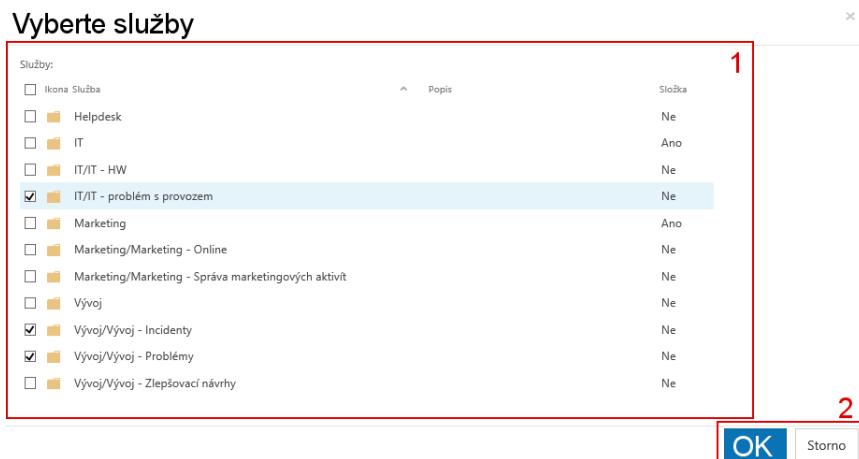 Vyberte služby
1
Služby:
Ikona Služba Popis Složka
Helpdesk Ne
IT Ano
IT/IT - HW Ne
IT/IT - problém s provozem Ne
Marketing Ano
Marketing/Marketing - Online Ne
Marketing/Marketing - Správa marketingových aktivít Ne
Vývoj Ne
Vývoj/Vývoj - Incidenty Ne
Vývoj/Vývoj - Problémy Ne
Vývoj/Vývoj - Zlepšovací návrhy Ne
2
OK Storno